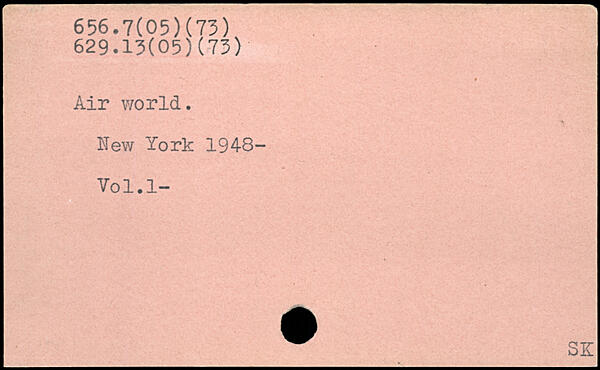 656.7(05)(73)
629.13(05)(73)
Air world.
New York 1948-
Vol.1-
SK